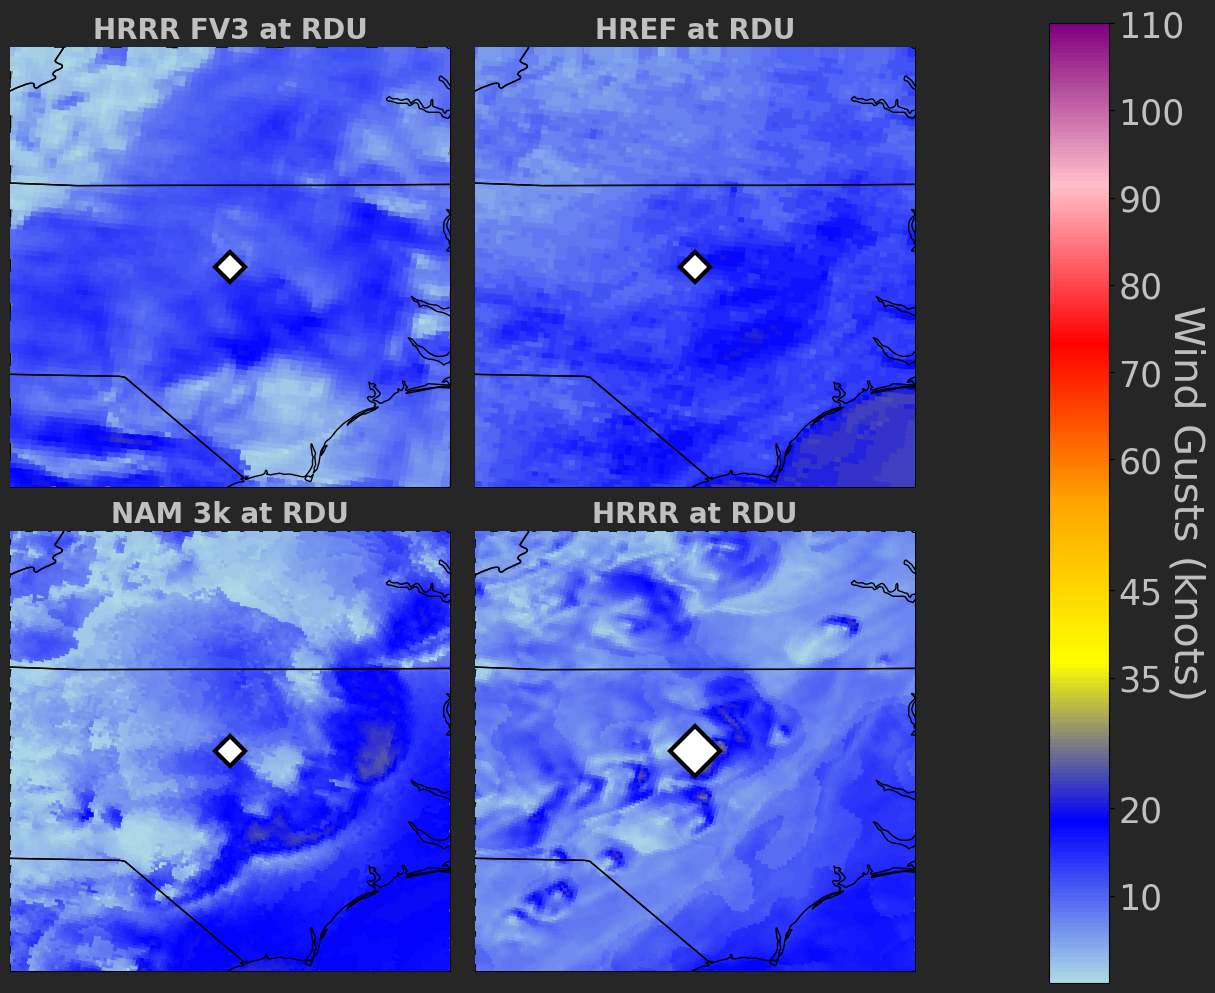 HRRR FV3 at RDU
HREF at RDU
NAM 3k at RDU
HRRR at RDU
110
100
90
80
70
60
45
35
20
10
Wind Gusts (knots)